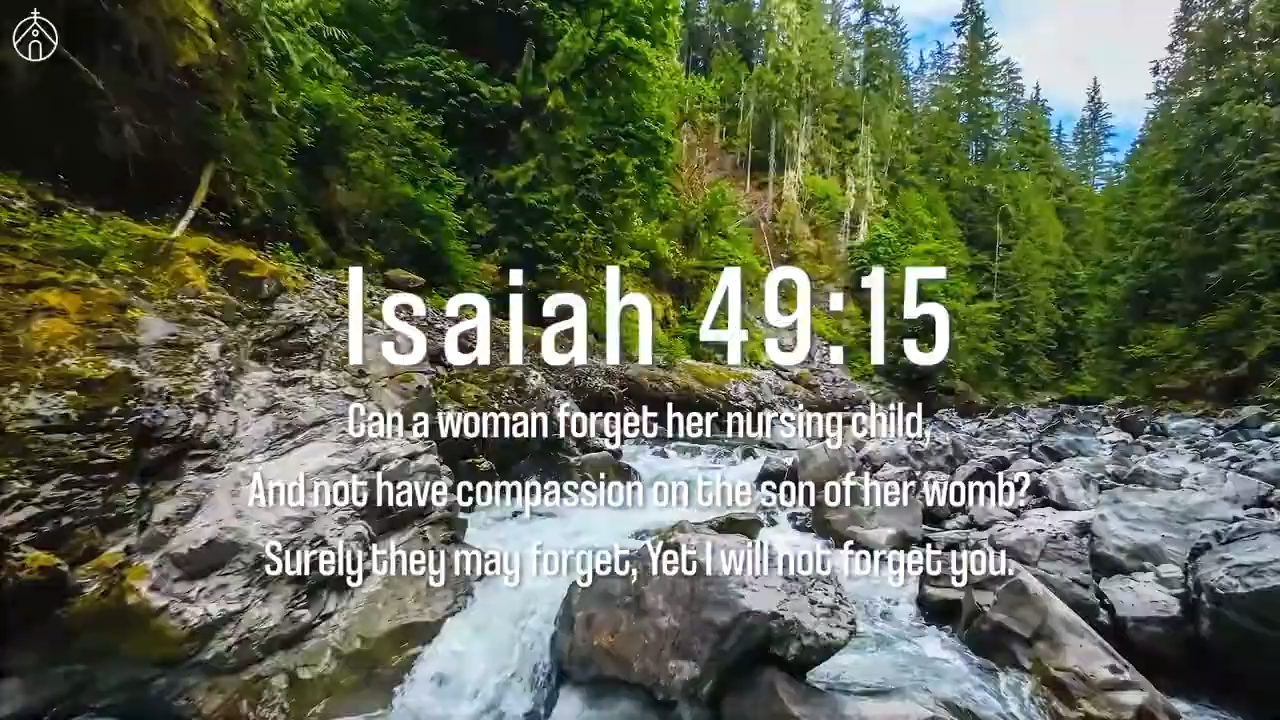 Isaiah 49:15
Can a woman forget her nursing child,
And not have compassion on the son of her womb?
Surely they may forget, Yet I will not forget you.